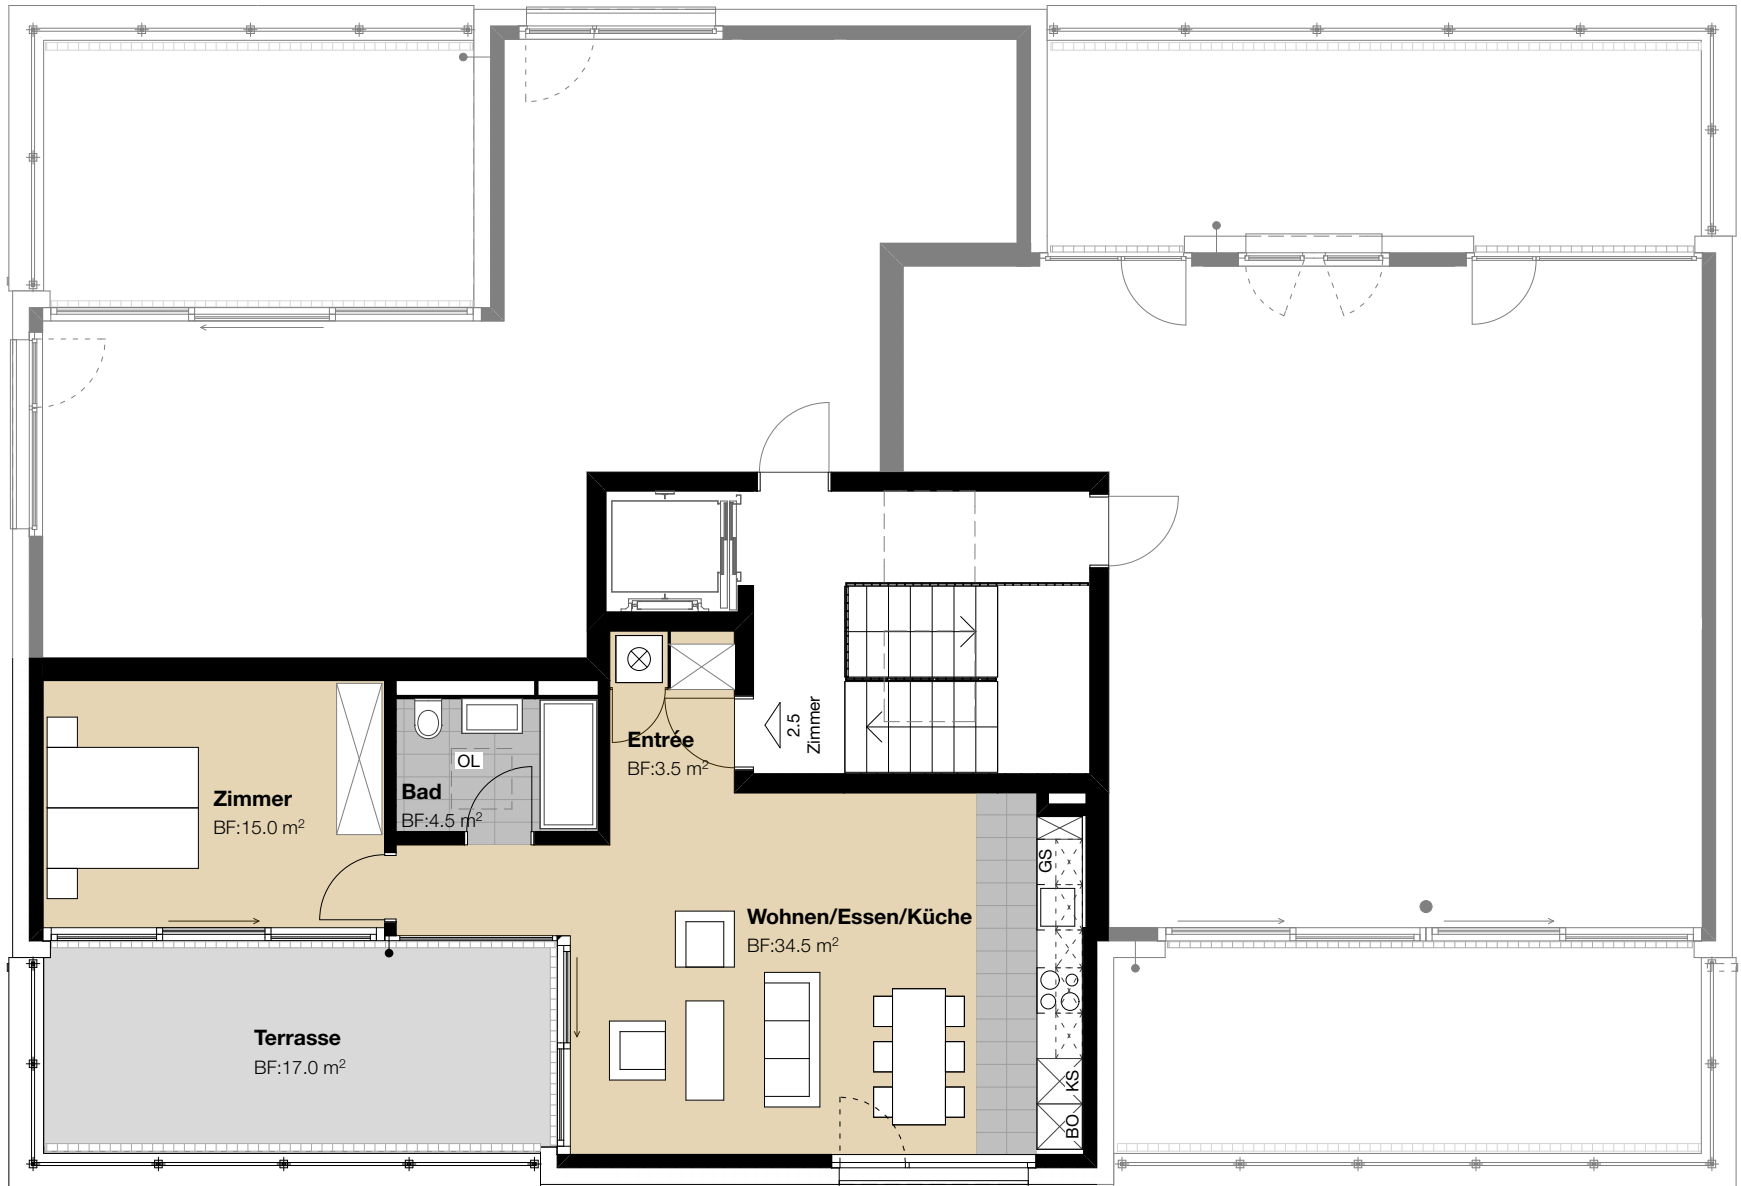 2.5
Zimmer
Entrée
BF:3.5 m²
OL
Bad
BF:4.5 m²
Zimmer
BF:15.0 m²
GS
Wohnen/Essen/Küche
BF:34.5 m²
Terrasse
BF:17.0 m²
KS
BO